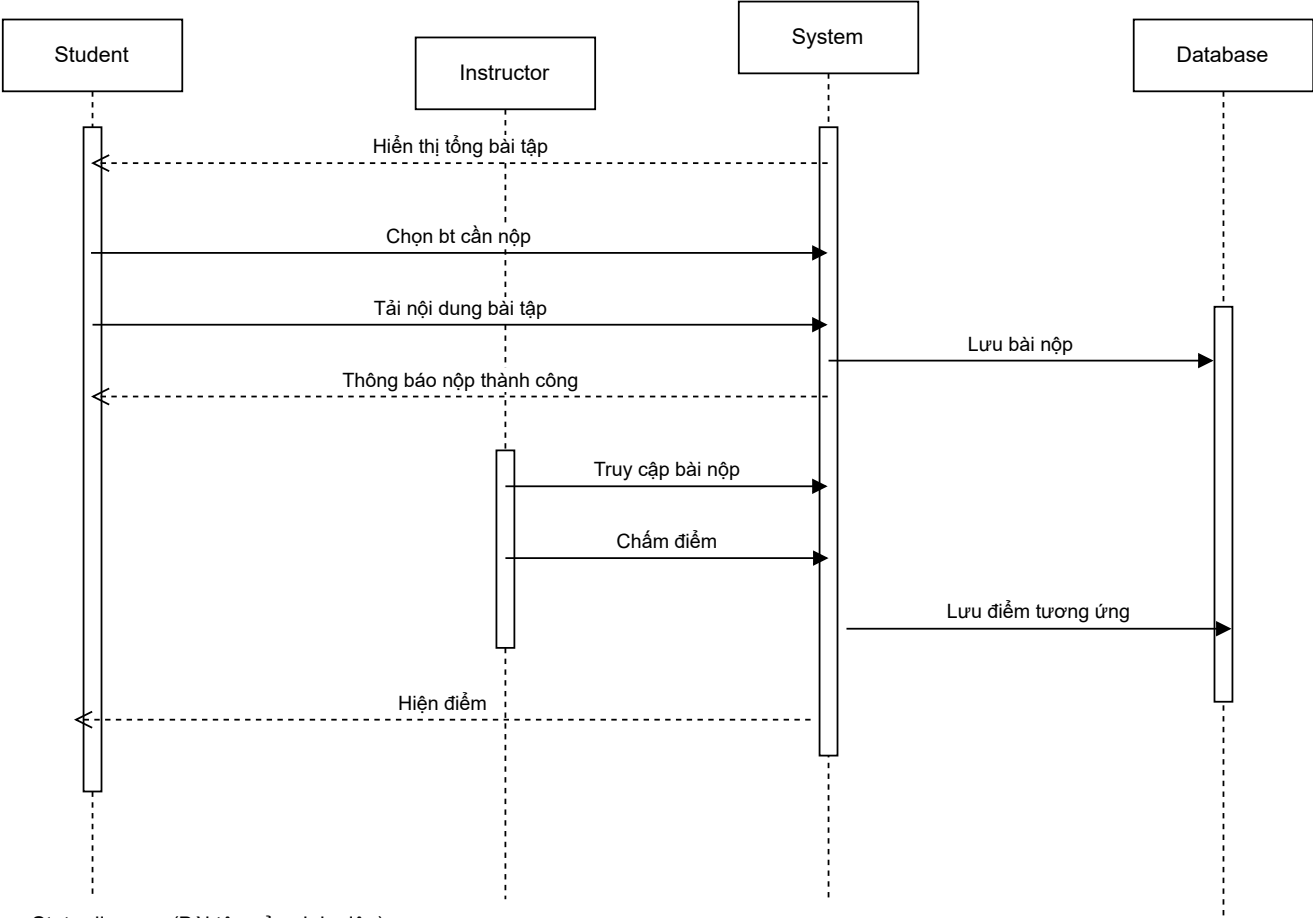 Student
Instructor
System
Database
Hiển thị tổng bài tập
Chọn bt cần nộp
Tải nội dung bài tập
Lưu bài nộp
Thông báo nộp thành công
Truy cập bài nộp
Chấm điểm
Lưu điểm tương ứng
Hiện điểm